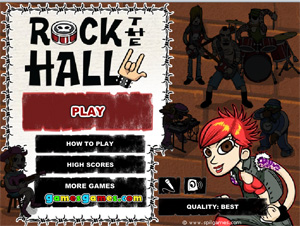 ROCK THE
HALL
PLAY
HOW TO PLAY
HIGH SCORES
MORE GAMES
gamesgames.com
QUALITY: BEST
www.spilgames.com